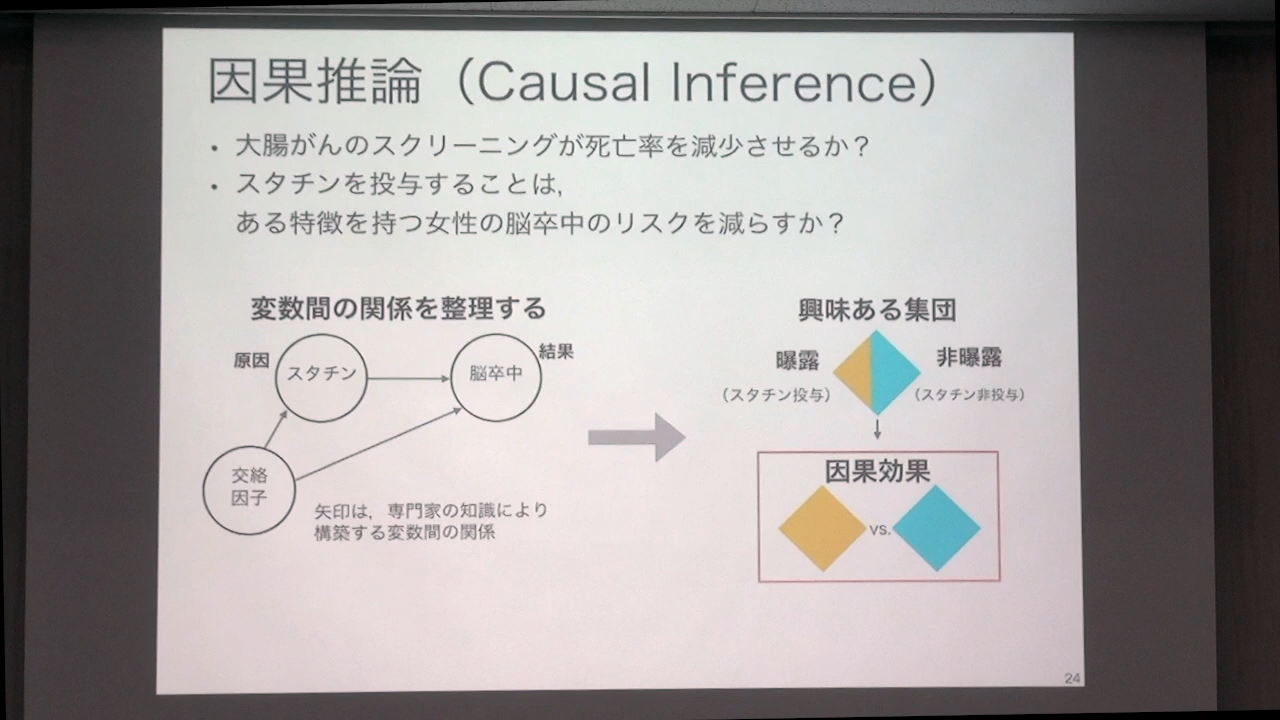 因果推論（Causal Inference）
・大腸がんのスクリーニングが死亡率を減少させるか？
・スタチンを投与することは，
ある特徴を持つ女性の脳卒中のリスクを減らすか？
変数間の関係を整理する
原因
スタチン
脳卒中
結果
交絡
因子
矢印は，専門家の知識により
構築する変数間の関係
興味ある集団
曝露
（スタチン投与）
非曝露
（スタチン非投与）
因果効果
vs.
24